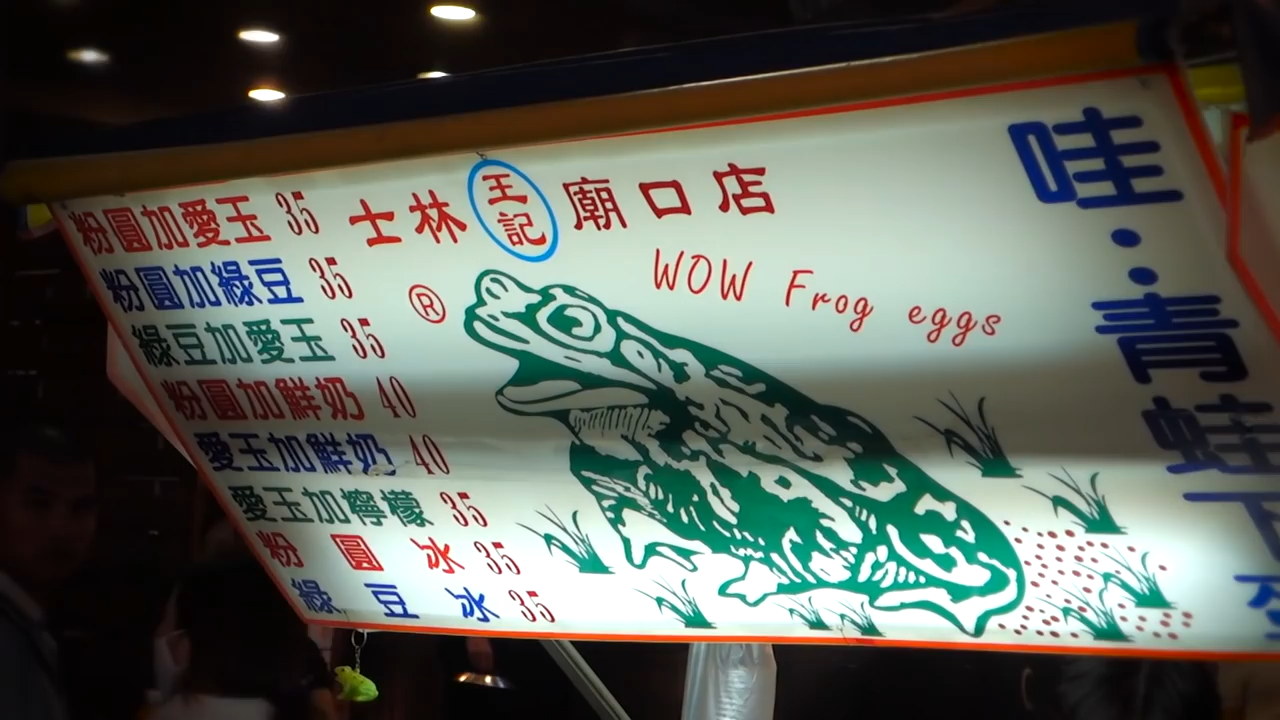 粉圓加愛玉 35
粉圓加綠豆 35
綠豆加愛玉 35
粉圓加鮮奶 40
愛玉加鮮奶 40
愛玉加檸檬 35
粉圓冰 35
綠豆冰 35
士林王記廟口店
®
WOW Frog eggs
哇··青蛙下